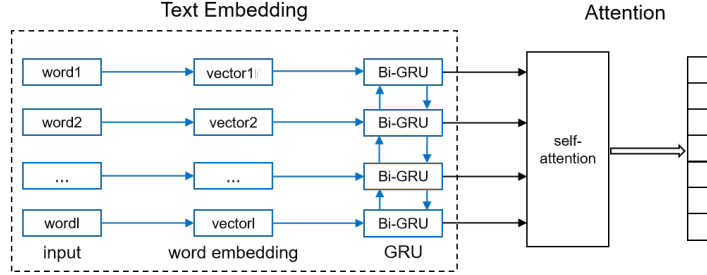 Text Embedding Attention
word1 vector1 Bi-GRU
word2 vector2 Bi-GRU
self-
attention
... ... Bi-GRU
wordl vectorl Bi-GRU
input word embedding GRU